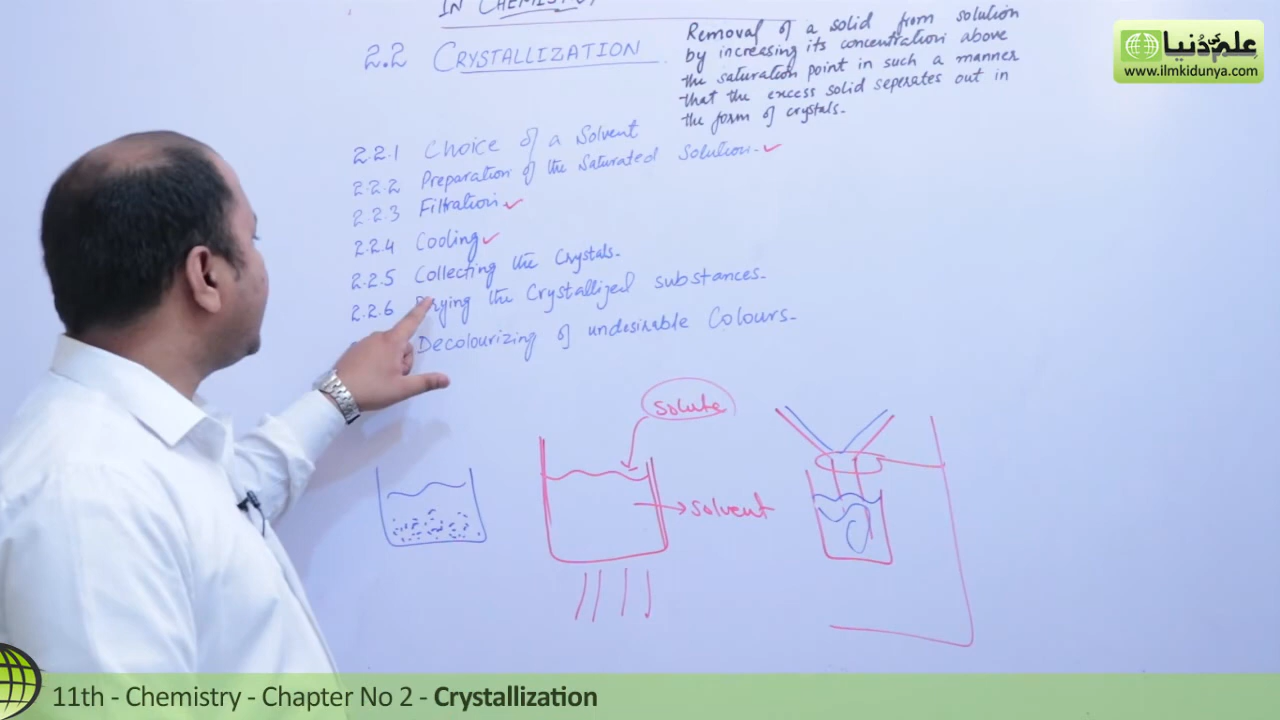 IN CHEMISTRY
2.2 CRYSTALLIZATION
Removal of a solid from solution
by increasing its concentration above
the saturation point in such a manner
that the excess solid seperates out in
the form of crystals.
2.2.1 Choice of a Solvent
2.2.2 Preparation of the Saturated Solution.
2.2.3 Filtration
2.2.4 Cooling
2.2.5 Collecting the Crystals.
2.2.6 Drying the Crystallized substances.
Decolourizing of undesirable Colours.
solute
solvent
علم کی دُنیا
www.ilmkidunya.com
11th - Chemistry - Chapter No 2 - Crystallization